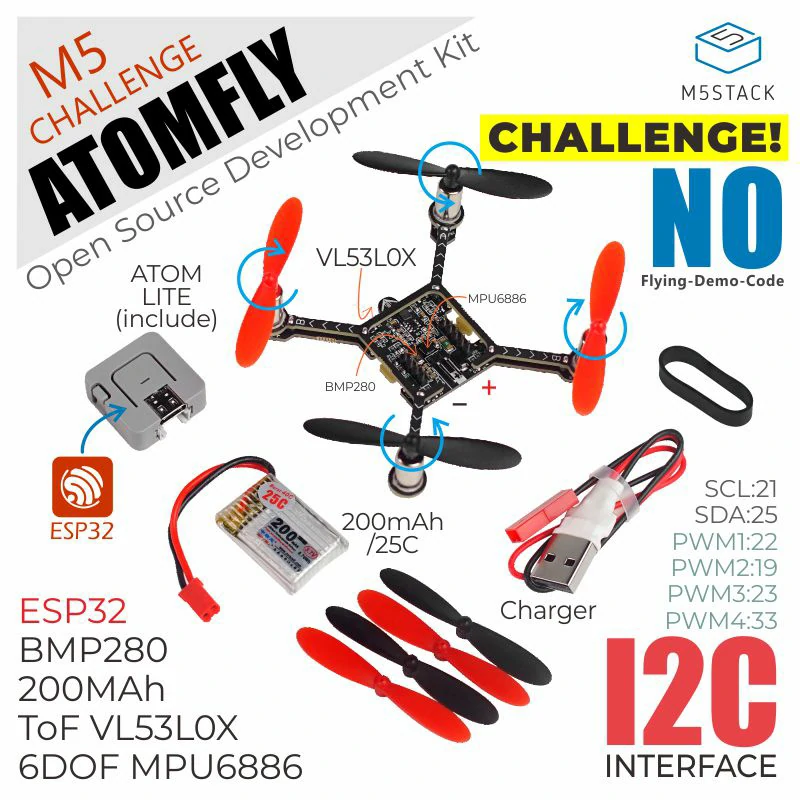 M5
CHALLENGE
ATOMFLY
Open Source Development Kit
M5STACK
CHALLENGE!
NO
Flying-Demo-Code
VL53L0X
ATOM
LITE
(include)
MPU6886
BMP280
+
−
ESP32
25C
200
200mAh
/25C
Charger
SCL:21
SDA:25
PWM1:22
PWM2:19
PWM3:23
PWM4:33
I2C
INTERFACE
ESP32
BMP280
200MAh
ToF VL53L0X
6DOF MPU6886